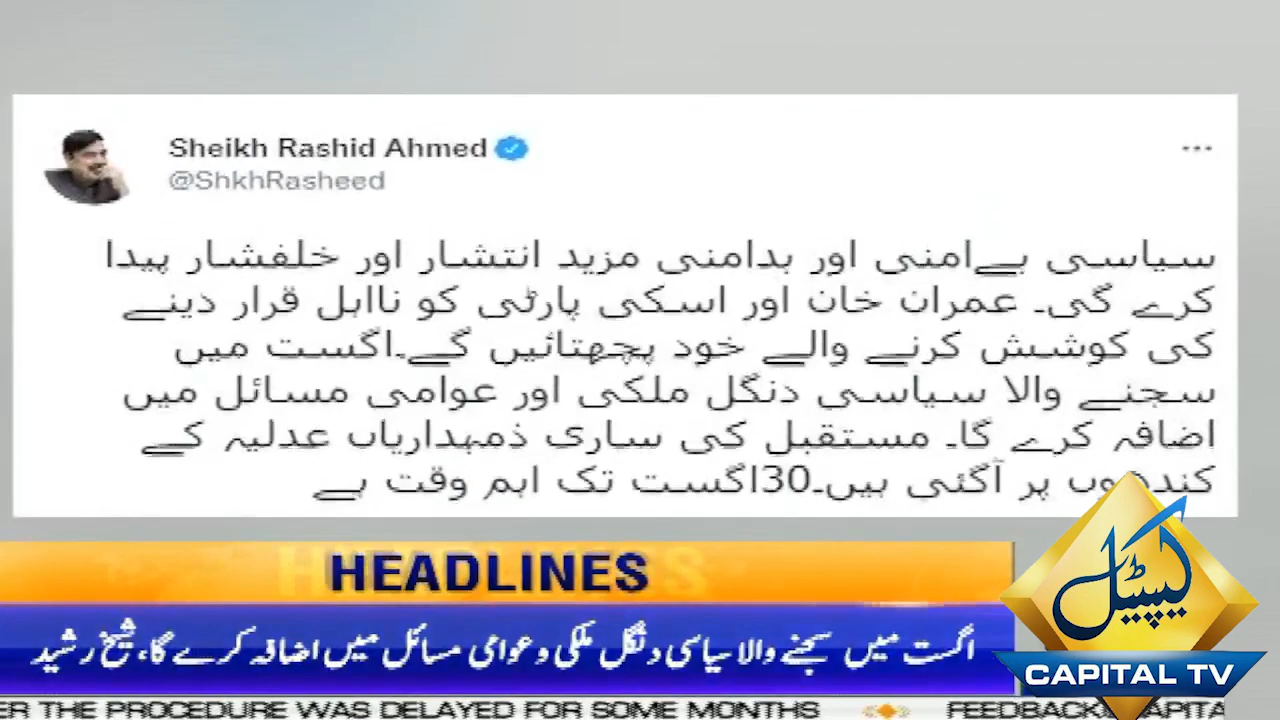 Sheikh Rashid Ahmed
@ShkhRasheed
سیاسی بےامنی اور بدامنی مزید انتشار اور خلفشار پیدا
کرے گی۔ عمران خان اور اسکی پارٹی کو نااہل قرار دینے
کی کوشش کرنے والے خود پچھتائیں گے۔اگست میں
سجنے والا سیاسی دنگل ملکی اور عوامی مسائل میں
اضافہ کرے گا۔ مستقبل کی ساری ذمہداریاں عدلیہ کے
کندھوں پر آگئی ہیں۔30اگست تک اہم وقت ہے
HEADLINES
اگست میں سجنے والا سیاسی دنگل ملکی و عوامی مسائل میں اضافہ کرے گا، شیخ رشید
کیپیٹل
CAPITAL TV
ER THE PROCEDURE WAS DELAYED FOR SOME MONTHS FEEDBACK@CAPITA